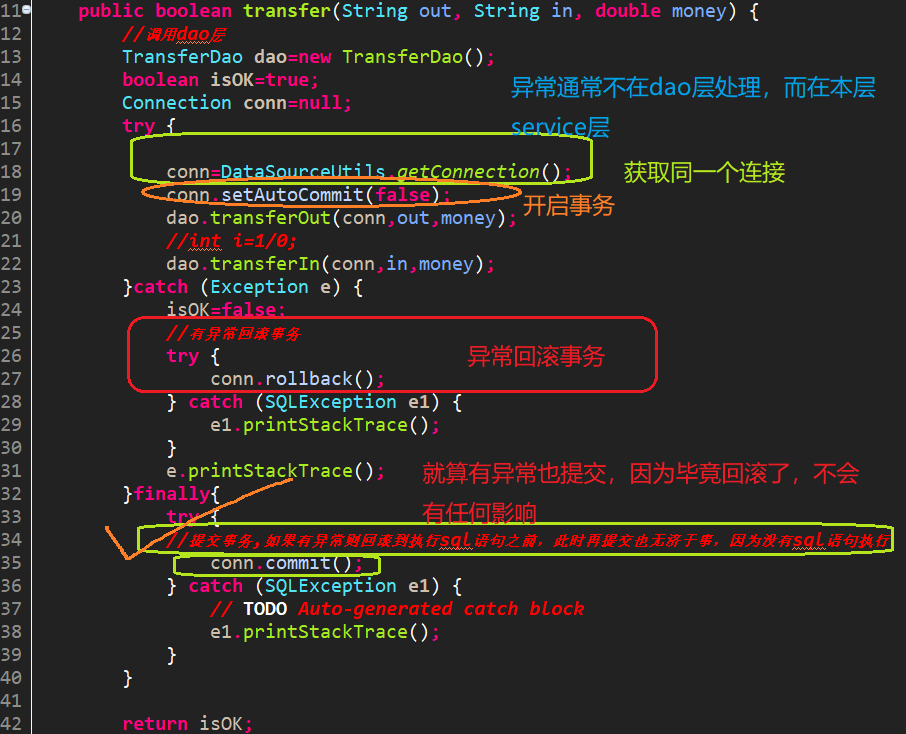 11 public boolean transfer(String out, String in, double money) {
12 //调用dao层
13 TransferDao dao=new TransferDao();
14 boolean isOK=true;
异常通常不在dao层处理，而在本层
15 Connection conn=null;
16 try {
service层
17
18 conn=DataSourceUtils.getConnection();
获取同一个连接
19 conn.setAutoCommit(false);
开启事务
20 dao.transferOut(conn,out,money);
21 //int i=1/0;
22 dao.transferIn(conn,in,money);
23 }catch (Exception e) {
24 isOK=false;
25 //有异常回滚事务
26 try {
异常回滚事务
27 conn.rollback();
28 } catch (SQLException e1) {
29 e1.printStackTrace();
30 }
31 e.printStackTrace();
就算有异常也提交，因为毕竟回滚了，不会
32 }finally{
有任何影响
33 try {
34 //提交事务,如果有异常则回滚到执行sql语句之前，此时再提交也无济于事，因为没有sql语句执行
35 conn.commit();
36 } catch (SQLException e1) {
37 // TODO Auto-generated catch block
38 e1.printStackTrace();
39 }
40 }
41
42 return isOK;